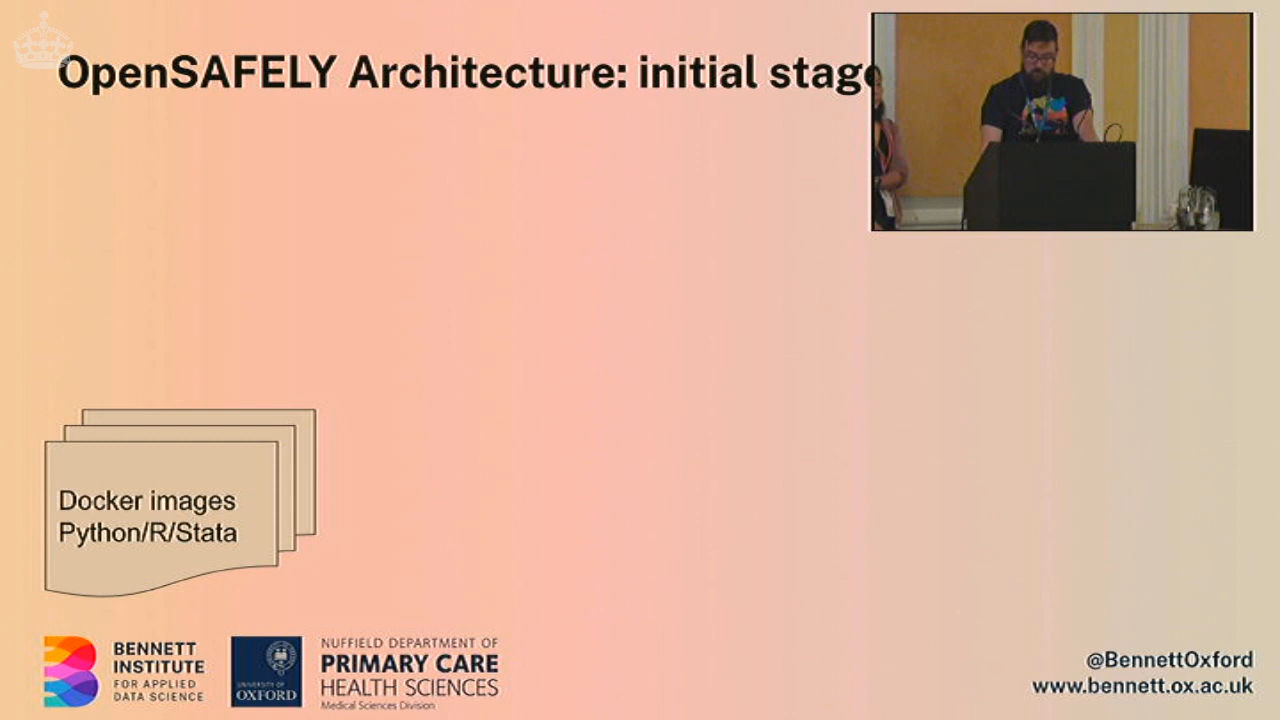 OpenSAFELY Architecture: initial stage
Docker images
Python/R/Stata
BENNETT
INSTITUTE
FOR APPLIED
DATA SCIENCE
UNIVERSITY OF
OXFORD
NUFFIELD DEPARTMENT OF
PRIMARY CARE
HEALTH SCIENCES
Medical Sciences Division
@BennettOxford
www.bennett.ox.ac.uk